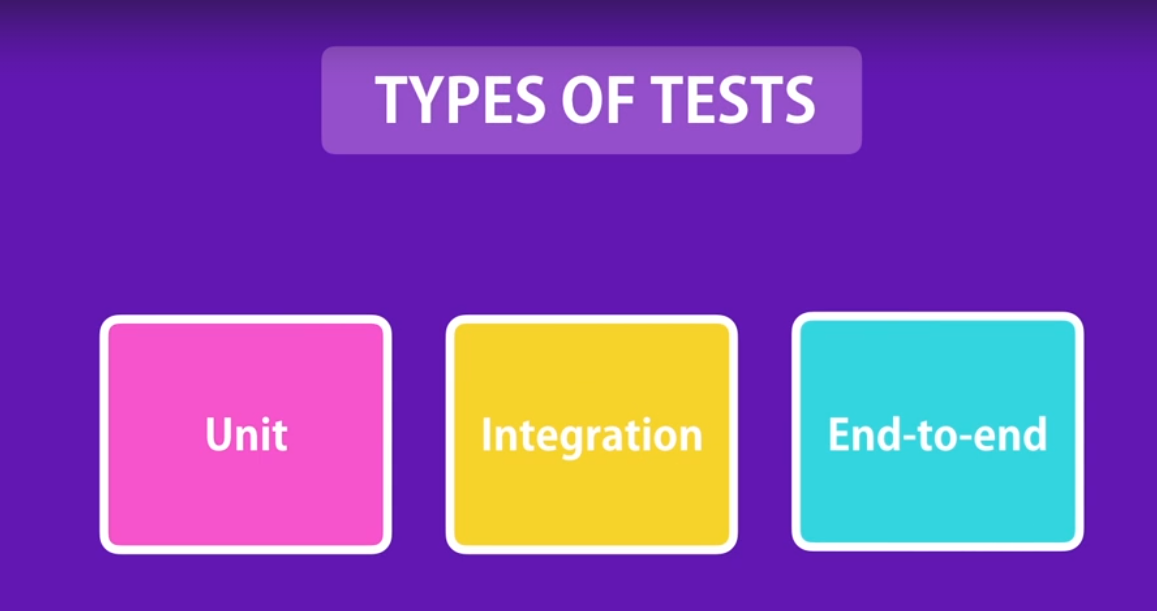 TYPES OF TESTS
Unit
Integration
End-to-end